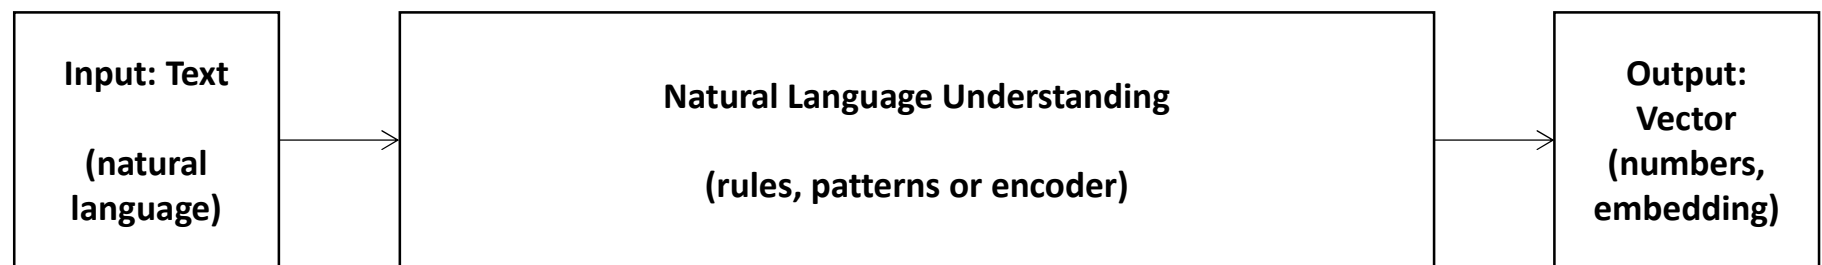 Input: Text
(natural
language)
Natural Language Understanding
(rules, patterns or encoder)
Output:
Vector
(numbers,
embedding)